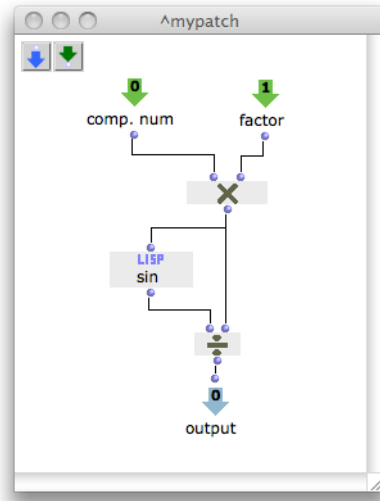 ^mypatch
0
1
comp. num
factor
LISP
sin
0
output